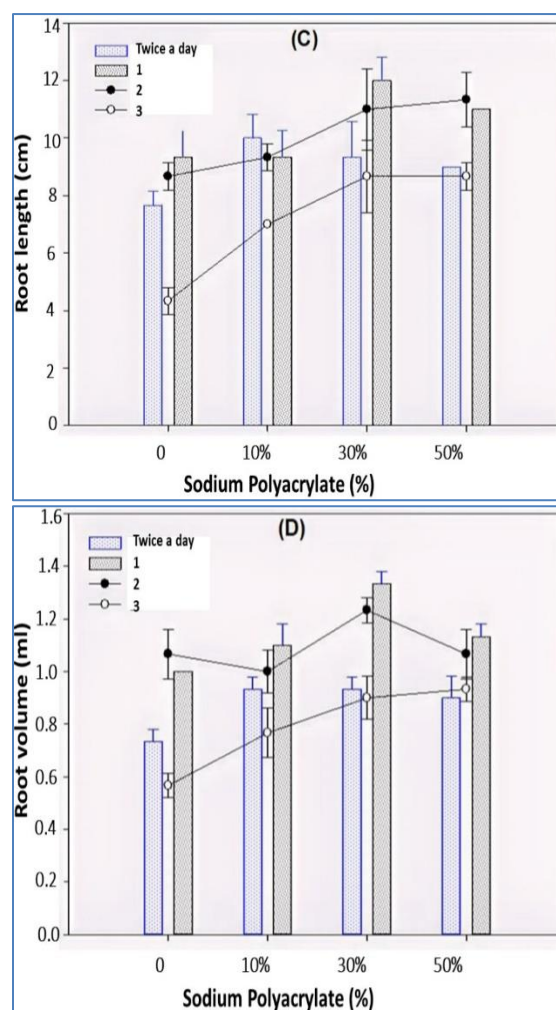 14
(C)
Twice a day
12
1
2
3
10
8
6
4
2
0
Root length (cm)
0 10% 30% 50%
Sodium Polyacrylate (%)
1.6
(D)
Twice a day
1
1.4
2
3
1.2
1.0
0.8
0.6
0.4
0.2
0.0
Root volume (ml)
0 10% 30% 50%
Sodium Polyacrylate (%)